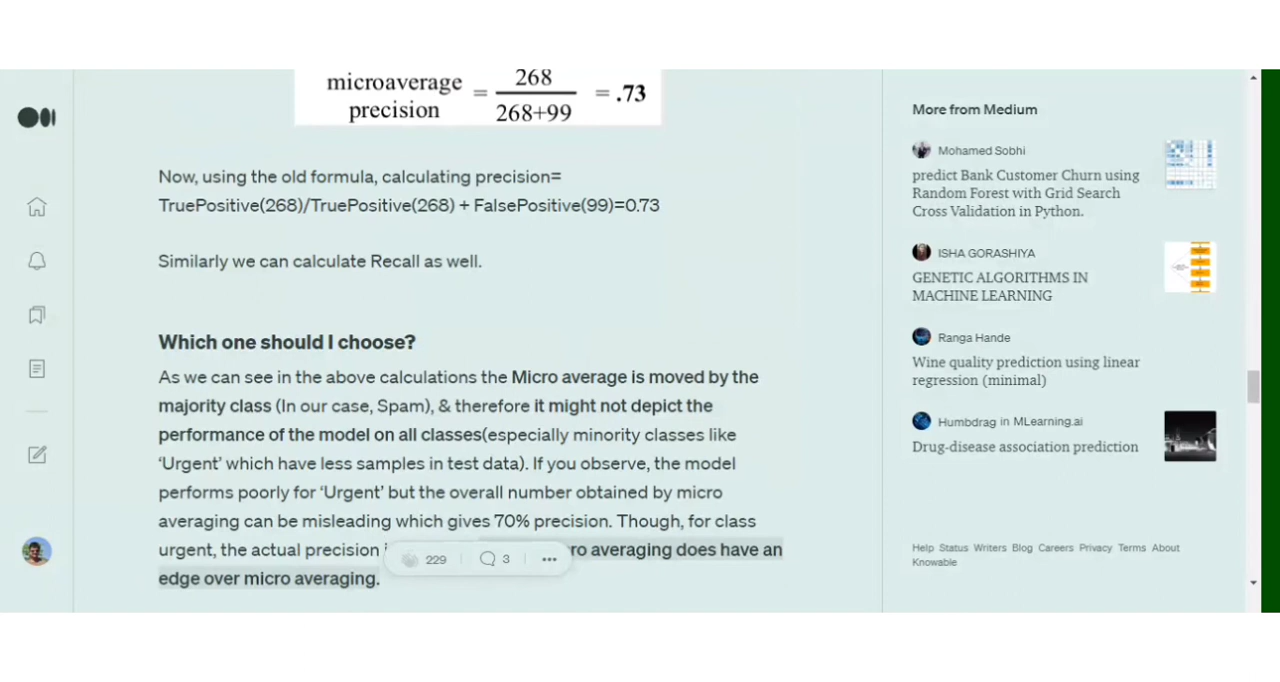 microaverage
precision
=
268
268+99
= .73
Now, using the old formula, calculating precision=
TruePositive(268)/TruePositive(268) + FalsePositive(99)=0.73
Similarly we can calculate Recall as well.
Which one should I choose?
As we can see in the above calculations the Micro average is moved by the
majority class (In our case, Spam), & therefore it might not depict the
performance of the model on all classes(especially minority classes like
‘Urgent’ which have less samples in test data). If you observe, the model
performs poorly for ‘Urgent’ but the overall number obtained by micro
averaging can be misleading which gives 70% precision. Though, for class
urgent, the actual precision
averaging does have an
edge over micro averaging.
229
3
More from Medium
Mohamed Sobhi
predict Bank Customer Churn using
Random Forest with Grid Search
Cross Validation in Python.
ISHA GORASHIYA
GENETIC ALGORITHMS IN
MACHINE LEARNING
Ranga Hande
Wine quality prediction using linear
regression (minimal)
Humbdrag in MLearning.ai
Drug-disease association prediction
Help Status Writers Blog Careers Privacy Terms About
Knowable